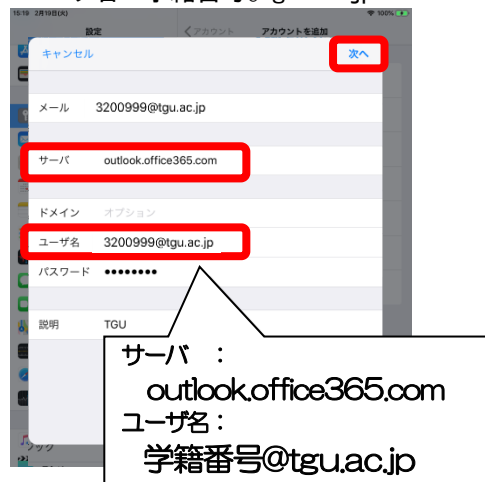 15:19 2月19日(火)
100%
設定
アカウント
アカウントを追加
キャンセル
次へ
メール 3200999@tgu.ac.jp
サーバ outlook.office365.com
ドメイン オプション
ユーザ名 3200999@tgu.ac.jp
パスワード ●●●●●●●●
説明 TGU
サーバ :
outlook.office365.com
ユーザ名:
学籍番号@tgu.ac.jp